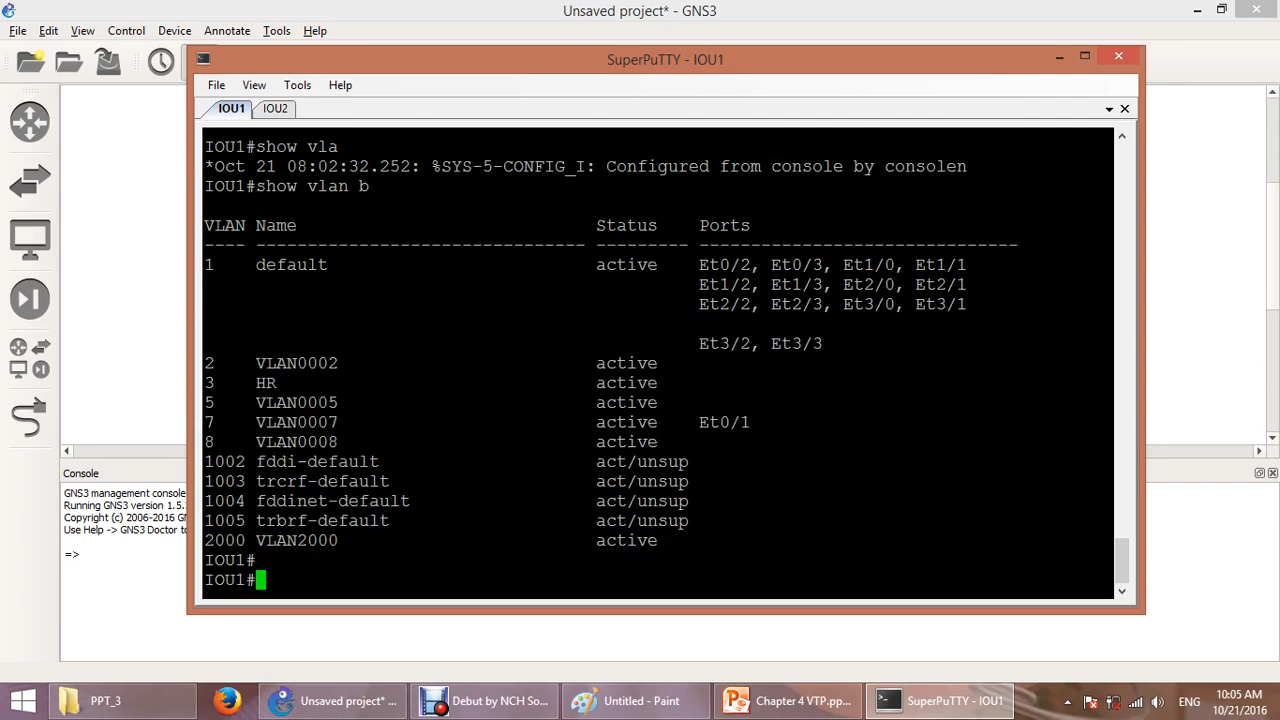 Unsaved project* - GNS3
File Edit View Control Device Annotate Tools Help
SuperPuTTY - IOU1
File View Tools Help
IOU1 IOU2
IOU1#show vla
*Oct 21 08:02:32.252: %SYS-5-CONFIG_I: Configured from console by consolen
IOU1#show vlan b
VLAN Name Status Ports
---- -------------------------------- --------- -------------------------------
1 default active Et0/2, Et0/3, Et1/0, Et1/1
Et1/2, Et1/3, Et2/0, Et2/1
Et2/2, Et2/3, Et3/0, Et3/1
Et3/2, Et3/3
2 VLAN0002 active
3 HR active
5 VLAN0005 active
7 VLAN0007 active Et0/1
8 VLAN0008 active
1002 fddi-default act/unsup
1003 trcrf-default act/unsup
1004 fddinet-default act/unsup
1005 trbrf-default act/unsup
2000 VLAN2000 active
IOU1#
IOU1#
Console
GNS3 management console
Running GNS3 version 1.5.
Copyright (c) 2006-2016 GN
Use Help -> GNS3 Doctor to
=>
PPT_3 Unsaved project* ... Debut by NCH So... Untitled - Paint Chapter 4 VTP.pp... SuperPuTTY - IOU1 ENG 10:05 AM
10/21/2016